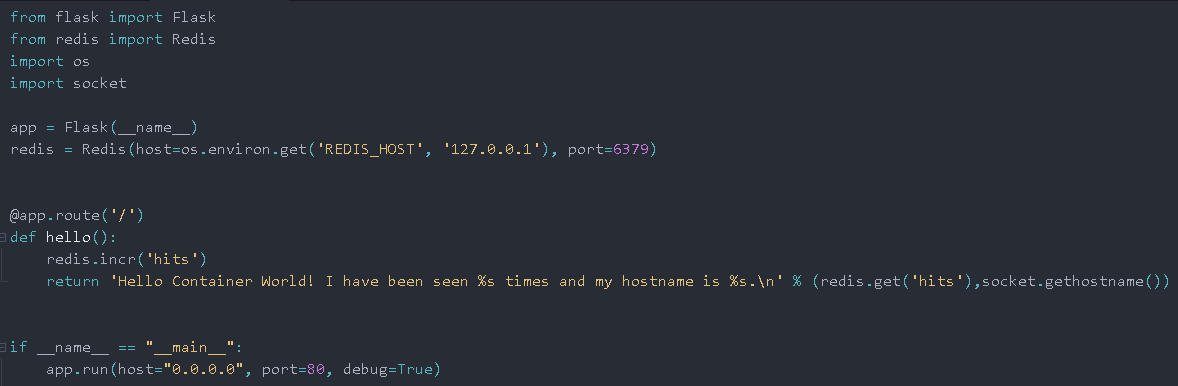 from flask import Flask
from redis import Redis
import os
import socket
app = Flask(__name__)
redis = Redis(host=os.environ.get('REDIS_HOST', '127.0.0.1'), port=6379)
@app.route('/')
def hello():
    redis.incr('hits')
    return 'Hello Container World! I have been seen %s times and my hostname is %s.\n' % (redis.get('hits'),socket.gethostname())
if __name__ == "__main__":
    app.run(host="0.0.0.0", port=80, debug=True)